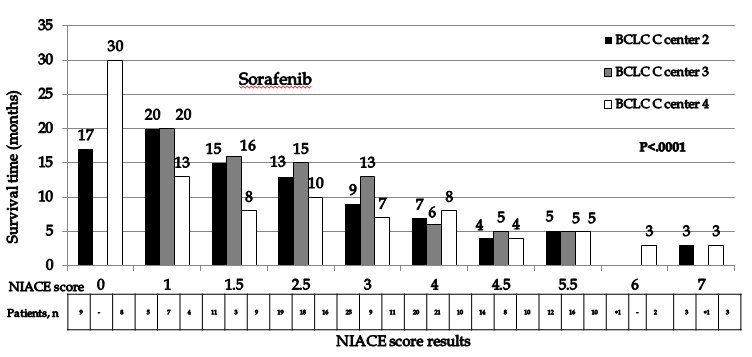 35
30
25
20
15
10
5
0
Survival time (months)
Sorafenib
BCLC C center 2
BCLC C center 3
BCLC C center 4
P<.0001
17 30
20 20 13
15 16 8
13 15 10
9 13 7
7 6 8
4 5 4
5 5 5
3
3 3
NIACE score 0 1 1.5 2.5 3 4 4.5 5.5 6 7
Patients, n 9 - 8 5 7 4 11 3 9 19 18 16 25 9 11 20 21 10 14 8 10 12 16 10 *1 - 2 3 *1 3
NIACE score results